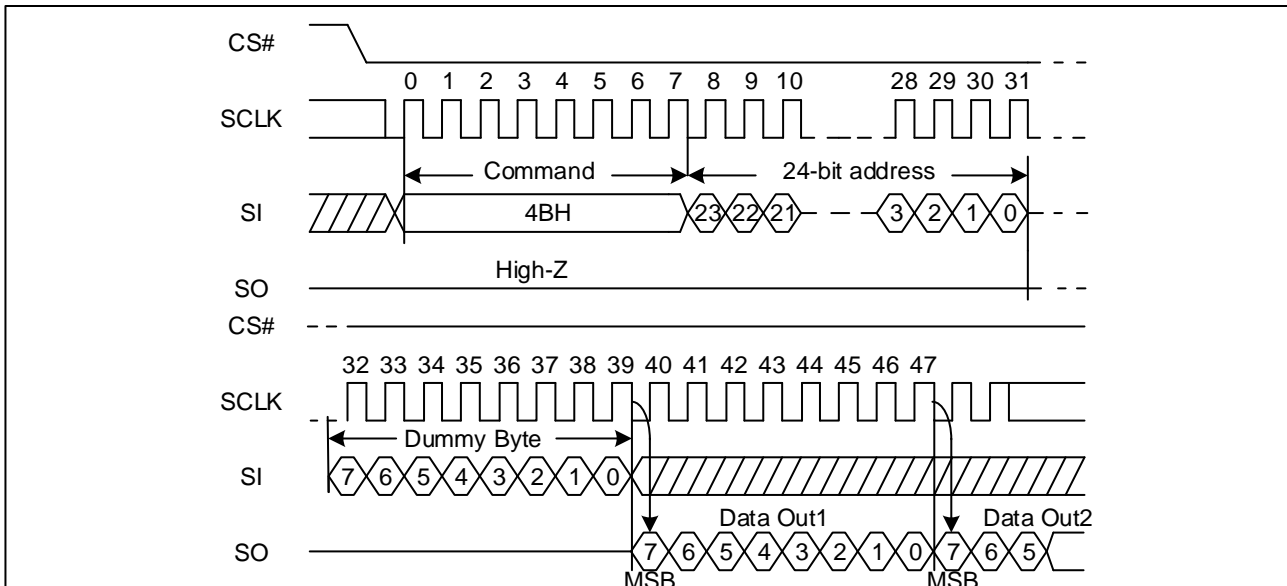 CS#
0 1 2 3 4 5 6 7 8 9 10 28 29 30 31
SCLK
Command 24-bit address
SI 4BH 23 22 21 3 2 1 0
High-Z
SO
CS#
32 33 34 35 36 37 38 39 40 41 42 43 44 45 46 47
SCLK
Dummy Byte
SI 7 6 5 4 3 2 1 0
Data Out1 Data Out2
SO 7 6 5 4 3 2 1 0 7 6 5
MSB MSB